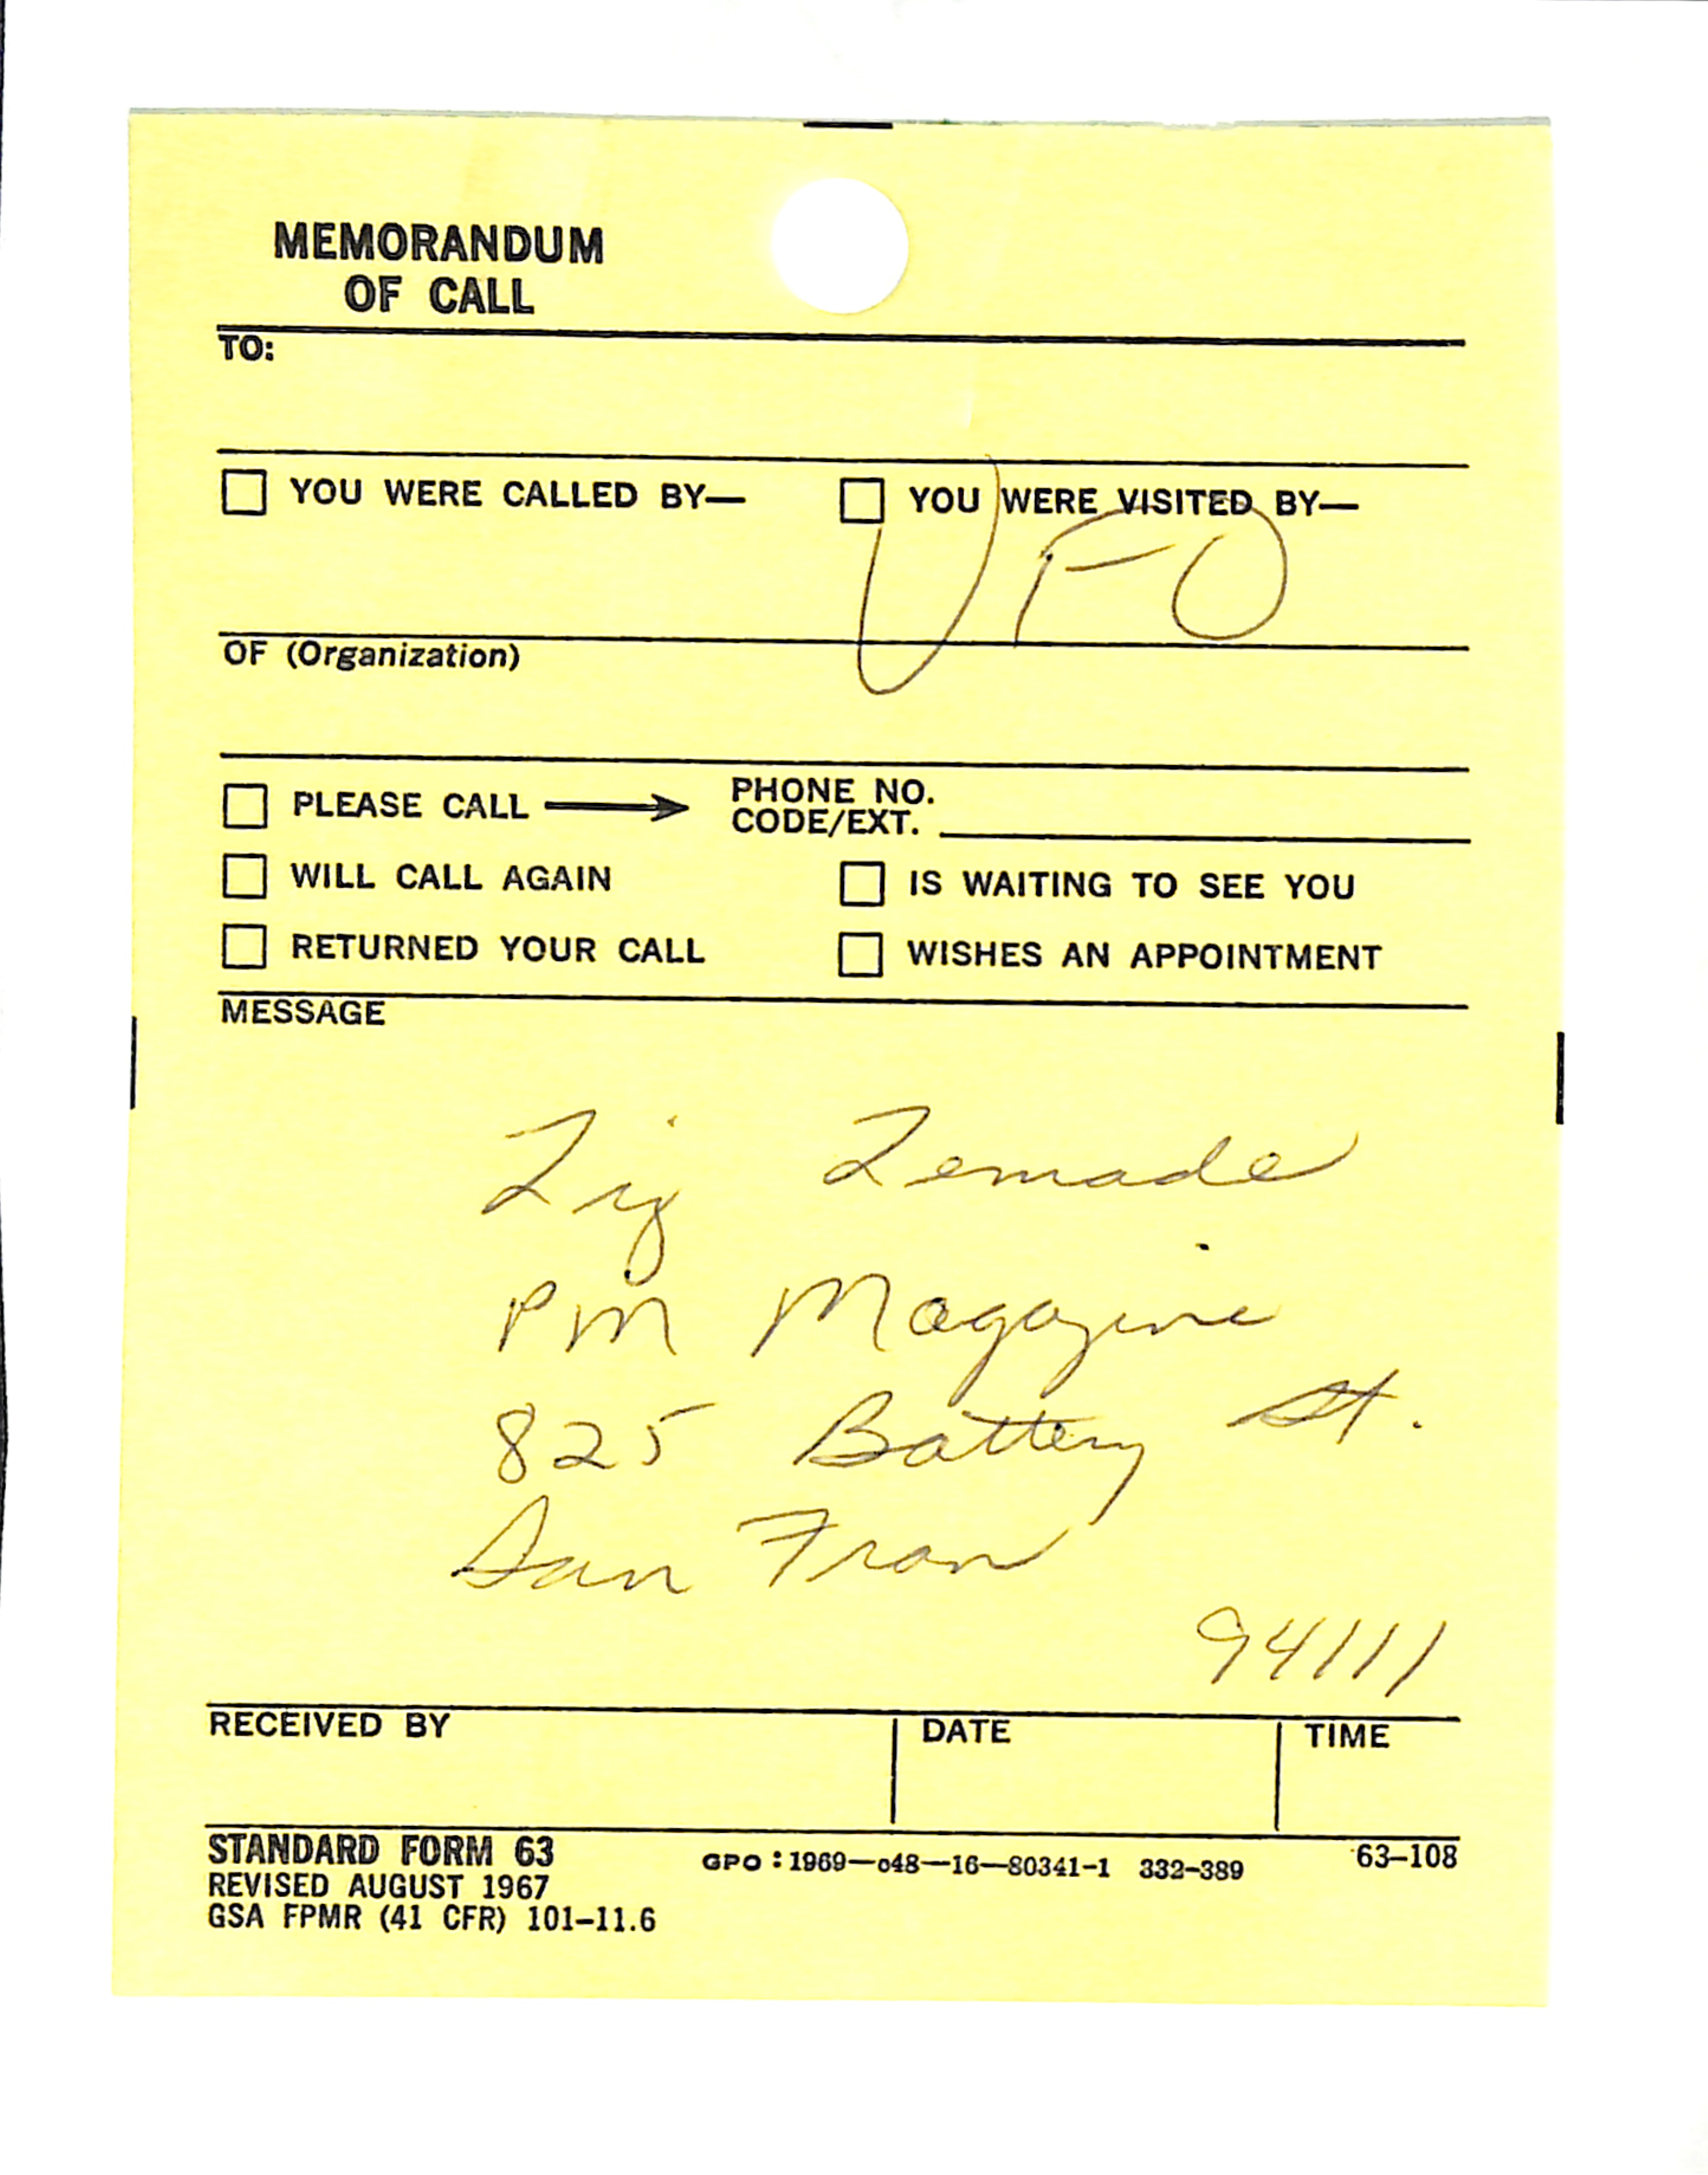 MEMORANDUM
OF CALL
TO:
☐ YOU WERE CALLED BY— ☐ YOU WERE VISITED BY—
UFO
OF (Organization)
☐ PLEASE CALL → PHONE NO.
CODE/EXT.
☐ WILL CALL AGAIN ☐ IS WAITING TO SEE YOU
☐ RETURNED YOUR CALL ☐ WISHES AN APPOINTMENT
MESSAGE
Liz
PM Magazine
825 Battery St.
San Fran
94111
RECEIVED BY DATE TIME
STANDARD FORM 63 GPO : 1969—o48—16—80341-1 332-389 63-108
REVISED AUGUST 1967
GSA FPMR (41 CFR) 101-11.6